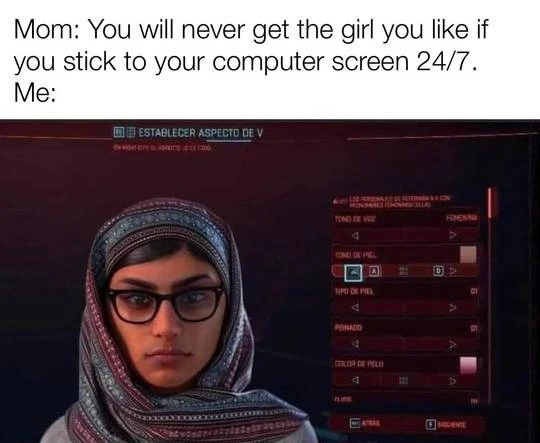 Mom: You will never get the girl you like if
you stick to your computer screen 24/7.
Me:
ESTABLECER ASPECTO DE V
TONO DE VOZ FEMENINA
TONO DE PIEL
A D
TIPO DE PIEL 01
PEINADO 01
COLOR DE PELO
ATRÁS F SIGUIENTE